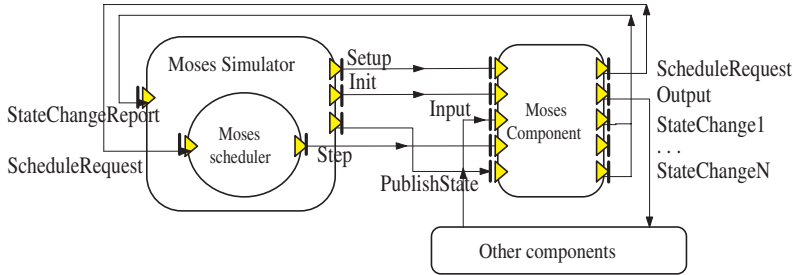 Moses Simulator
Setup
Init
Input
Moses
Component
ScheduleRequest
Output
StateChange1
. . .
StateChangeN
StateChangeReport
ScheduleRequest
Moses
scheduler
Step
PublishState
Other components